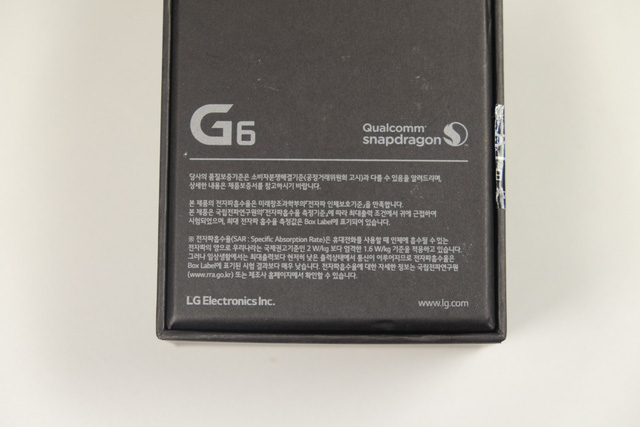 G6
Qualcomm
snapdragon
당사의 품질보증기준은 소비자분쟁해결기준(공정거래위원회 고시)과 다를 수 있음을 알려드리며,
상세한 내용은 제품보증서를 참고하시기 바랍니다.
본 제품의 전자파흡수율은 미래창조과학부의「전자파 인체보호기준」을 만족합니다.
본 제품은 국립전파연구원의「전자파흡수율 측정기준」에 따라 최대출력 조건에서 귀에 근접하여
시험되었으며, 최대 전자파 흡수율 측정값은 Box Label에 표기되어 있습니다.
※ 전자파흡수율(SAR : Specific Absorption Rate)은 휴대전화를 사용할 때 인체에 흡수될 수 있는
전자파의 양으로 우리나라는 국제권고기준인 2 W/kg 보다 엄격한 1.6 W/kg 기준을 적용하고 있습니다.
그러나 일상생활에서는 최대출력보다 현저히 낮은 출력상태에서 통신이 이루어지므로 전자파흡수율은
Box Label에 표기된 시험 결과보다 매우 낮습니다. 전자파흡수율에 대한 자세한 정보는 국립전파연구원
(www.rra.go.kr) 또는 제조사 홈페이지에서 확인할 수 있습니다.
LG Electronics Inc.
www.lg.com